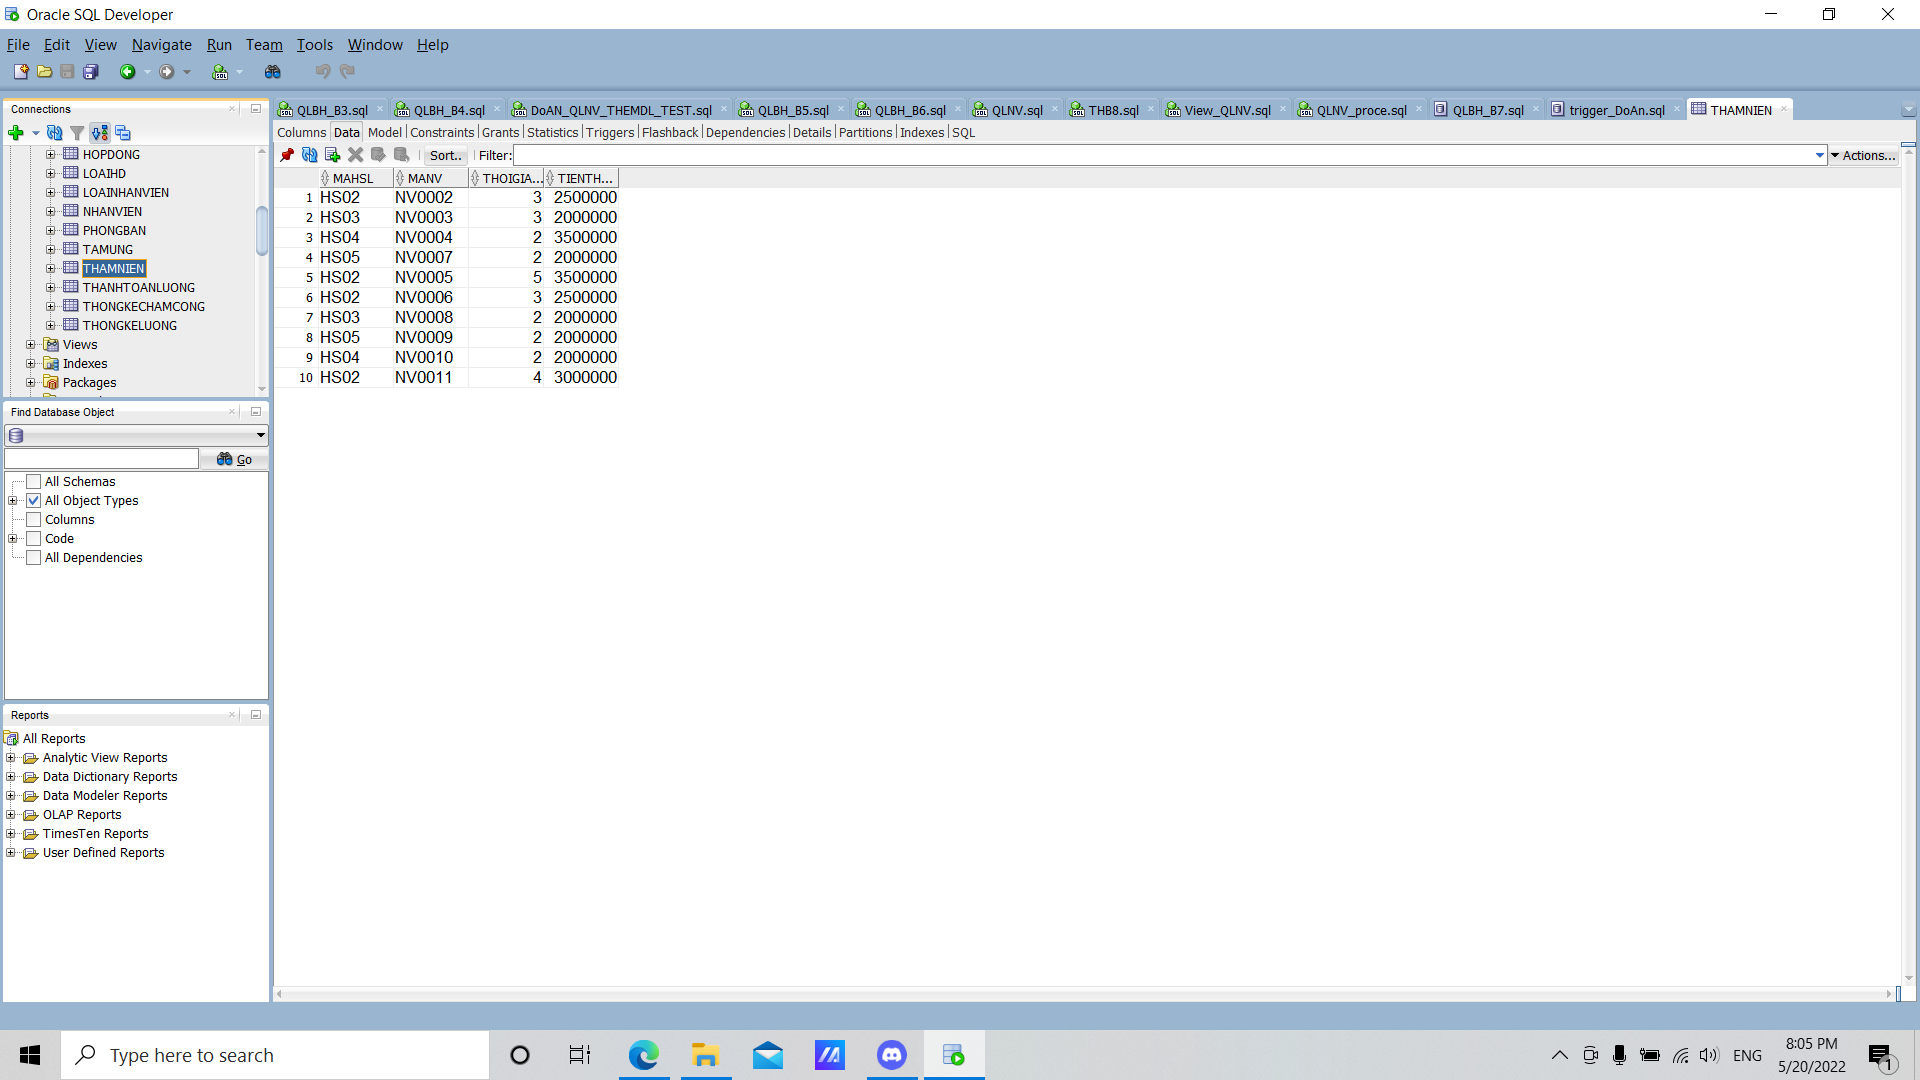 Oracle SQL Developer
File Edit View Navigate Run Team Tools Window Help
Connections
HOPDONG
LOAIHD
LOAINHANVIEN
NHANVIEN
PHONGBAN
TAMUNG
THAMNIEN
THANHTOANLUONG
THONGKECHAMCONG
THONGKELUONG
Views
Indexes
Packages
Find Database Object
Go
All Schemas
All Object Types
Columns
Code
All Dependencies
Reports
All Reports
Analytic View Reports
Data Dictionary Reports
Data Modeler Reports
OLAP Reports
TimesTen Reports
User Defined Reports
QLBH_B3.sql QLBH_B4.sql DoAN_QLNV_THEMDL_TEST.sql QLBH_B5.sql QLBH_B6.sql QLNV.sql THB8.sql View_QLNV.sql QLNV_proce.sql QLBH_B7.sql trigger_DoAn.sql THAMNIEN
Columns Data Model Constraints Grants Statistics Triggers Flashback Dependencies Details Partitions Indexes SQL
Sort.. Filter: Actions...
MAHSL MANV THOIGIA... TIENTH...
1 HS02 NV0002 3 2500000
2 HS03 NV0003 3 2000000
3 HS04 NV0004 2 3500000
4 HS05 NV0007 2 2000000
5 HS02 NV0005 5 3500000
6 HS02 NV0006 3 2500000
7 HS03 NV0008 2 2000000
8 HS05 NV0009 2 2000000
9 HS04 NV0010 2 2000000
10 HS02 NV0011 4 3000000
Type here to search
ENG
8:05 PM
5/20/2022
1